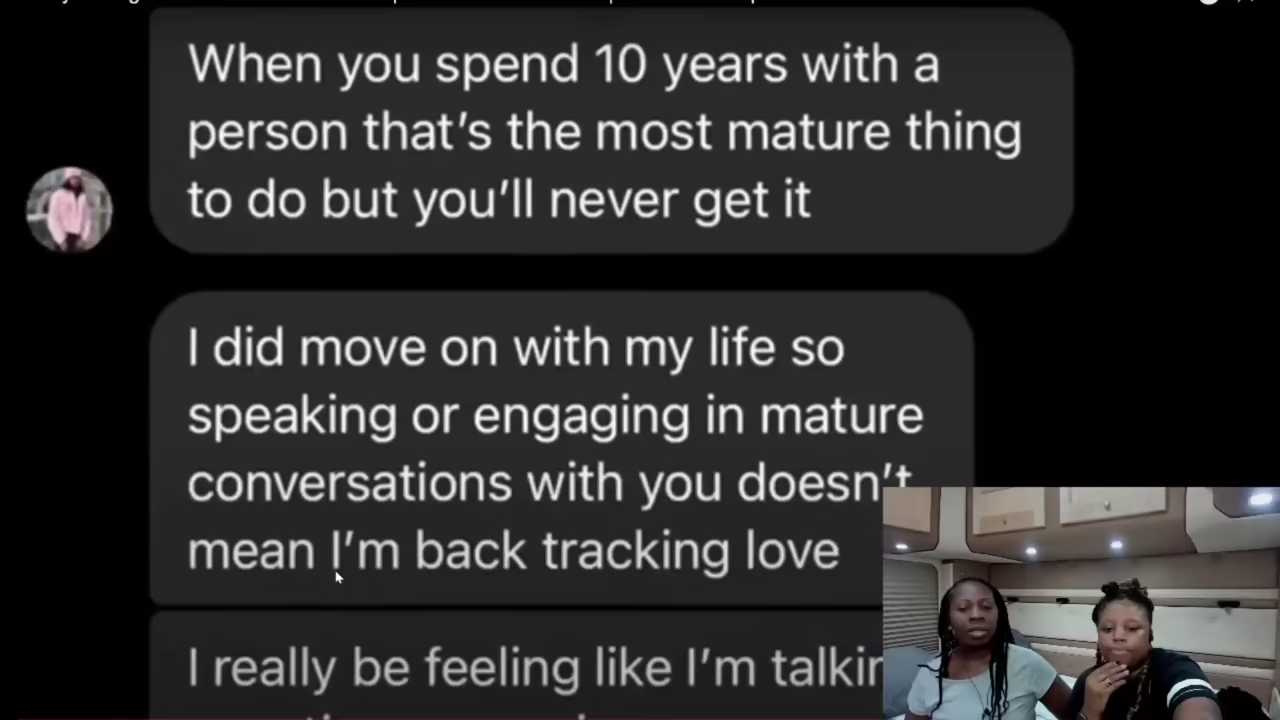 When you spend 10 years with a
person that's the most mature thing
to do but you'll never get it
I did move on with my life so
speaking or engaging in mature
conversations with you doesn't
mean I'm back tracking love
I really be feeling like I'm